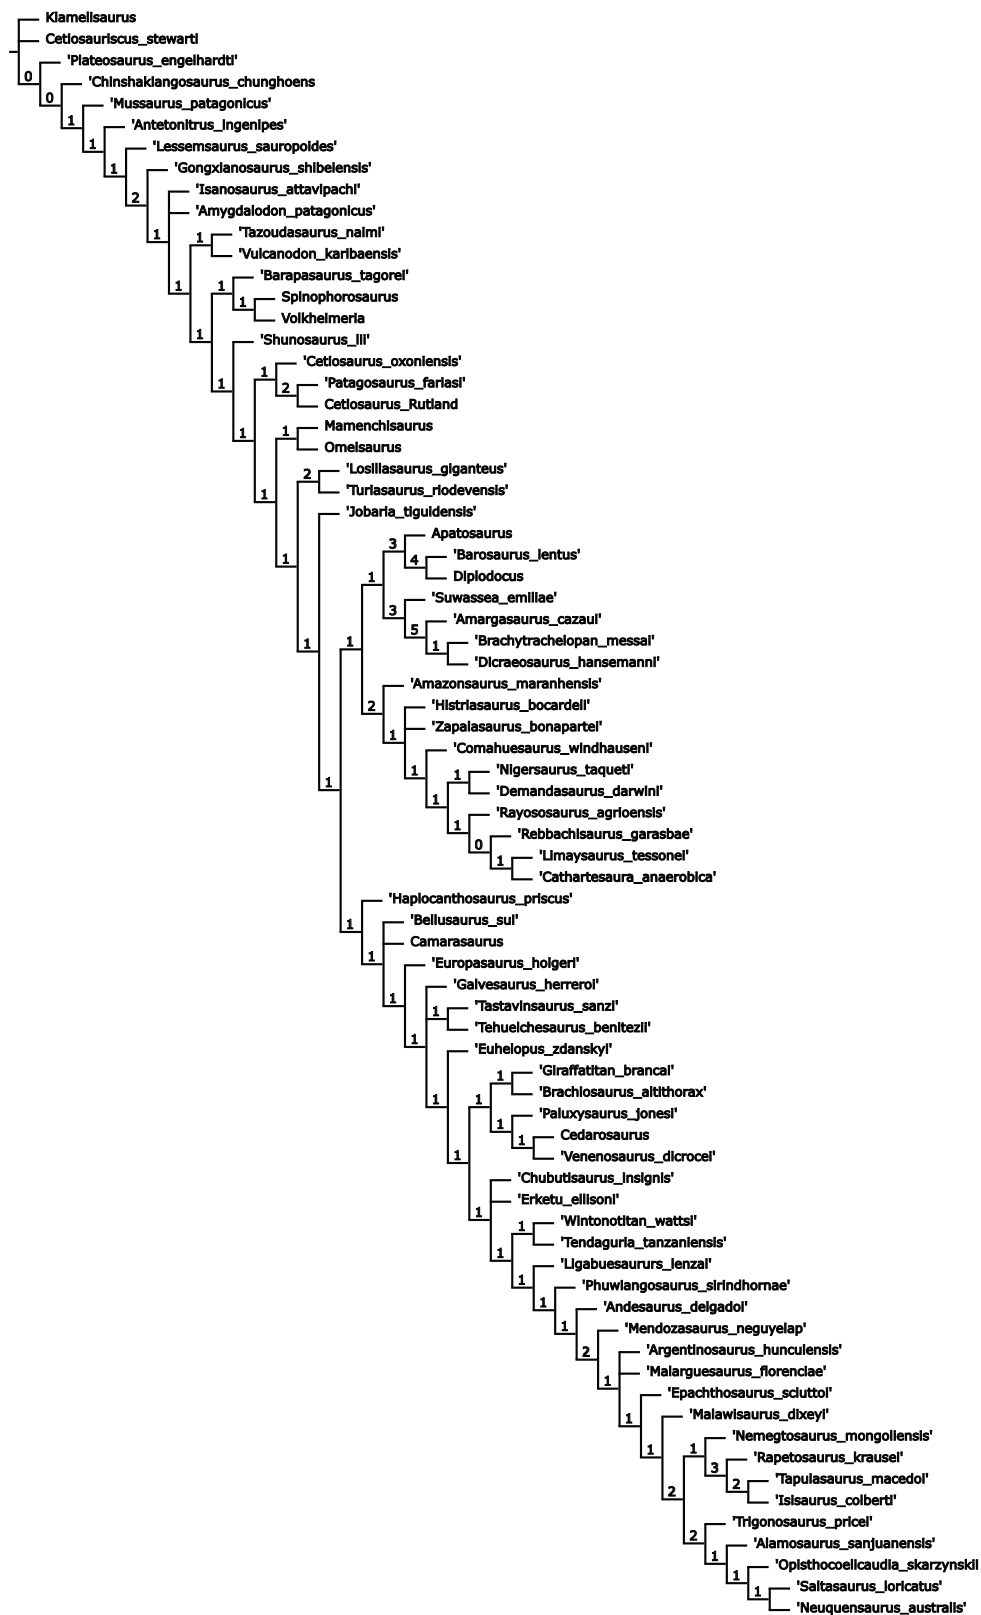 Klamelisaurus
Cetiosauriscus_stewarti
'Plateosaurus_engelhardti'
0
'Chinshakiangosaurus_chunghoens
0
'Mussaurus_patagonicus'
1
'Antetonitrus_ingenipes'
1
'Lessemsaurus_sauropoides'
1
'Gongxianosaurus_shibeiensis'
2
'Isanosaurus_attavipachi'
'Amygdalodon_patagonicus'
1
'Tazoudasaurus_naimi'
1
'Vulcanodon_karibaensis'
'Barapasaurus_tagorei'
1
1
Spinophorosaurus
1
Volkheimeria
1
'Shunosaurus_lii'
'Cetiosaurus_oxoniensis'
1
'Patagosaurus_fariasi'
1
2
Cetiosaurus_Rutland
Mamenchisaurus
1
1
Omeisaurus
'Losillasaurus_giganteus'
2
'Turiasaurus_riodevensis'
1
'Jobaria_tiguidensis'
Apatosaurus
3
'Barosaurus_lentus'
1
4
Diplodocus
1
'Suwassea_emiliae'
3
'Amargasaurus_cazaui'
5
'Brachytrachelopan_messai'
1
1
1
'Dicraeosaurus_hansemanni'
'Amazonsaurus_maranhensis'
2
'Histriasaurus_bocardeli'
'Zapalasaurus_bonapartei'
1
'Comahuesaurus_windhauseni'
1
'Nigersaurus_taqueti'
1
1
'Demandasaurus_darwini'
1
'Rayososaurus_agrioensis'
1
'Rebbachisaurus_garasbae'
0
'Limaysaurus_tessonei'
1
'Cathartesaura_anaerobica'
'Haplocanthosaurus_priscus'
1
'Bellusaurus_sui'
Camarasaurus
1
'Europasaurus_holgeri'
1
'Galvesaurus_herreroi'
'Tastavinsaurus_sanzi'
1
'Tehuelchesaurus_benitezii'
1
'Euhelopus_zdanskyi'
'Giraffatitan_brancai'
1
'Brachiosaurus_altithorax'
1
1
'Paluxysaurus_jonesi'
1
Cedarosaurus
1
'Venenosaurus_dicrocei'
1
'Chubutisaurus_insignis'
'Erketu_ellisoni'
1
'Wintonotitan_wattsi'
1
'Tendaguria_tanzaniensis'
1
'Ligabuesaururs_lenzai'
1
'Phuwiangosaurus_sirindhornae'
1
'Andesaurus_delgadoi'
1
'Mendozasaurus_neguyelap'
2
'Argentinosaurus_hunculensis'
'Malarguesaurus_florenciae'
1
'Epachthosaurus_sciuttoi'
1
'Malawisaurus_dixeyi'
'Nemegtosaurus_mongoliensis'
1
1
'Rapetosaurus_krausei'
3
'Tapuiasaurus_macedoi'
2
2
'Isisaurus_colberti'
'Trigonosaurus_pricei'
2
'Alamosaurus_sanjuanensis'
1
'Opisthocoelicaudia_skarzynskii
1
'Saltasaurus_loricatus'
1
'Neuquensaurus_australis'